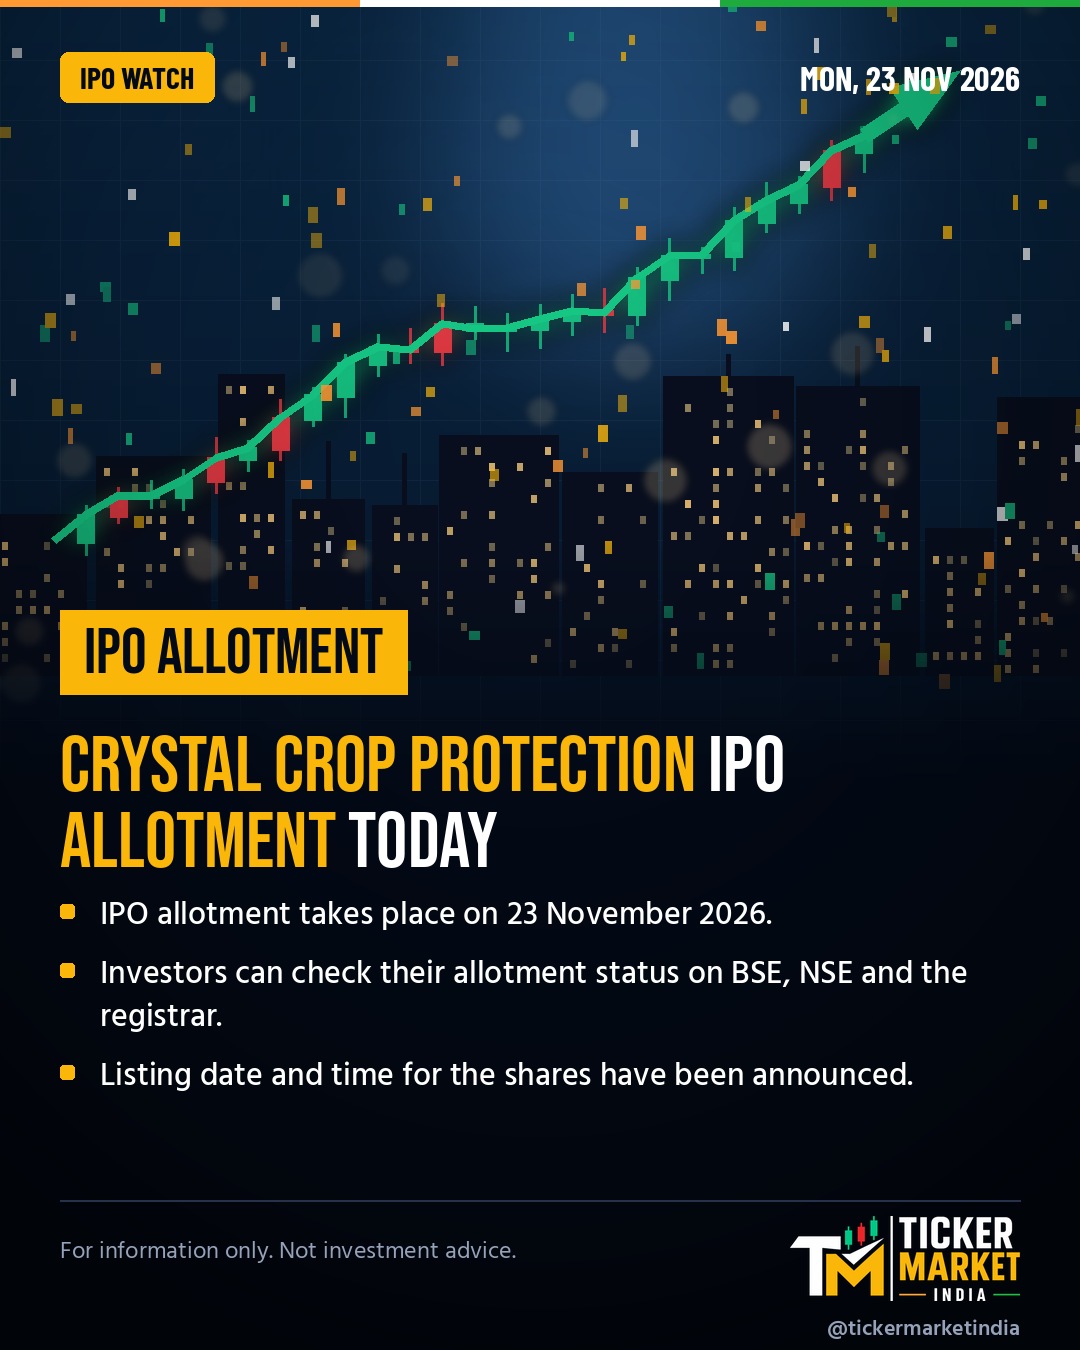 IPO WATCH
MON, 23 NOV 2026
IPO ALLOTMENT
CRYSTAL CROP PROTECTION IPO
ALLOTMENT TODAY
IPO allotment takes place on 23 November 2026.
Investors can check their allotment status on BSE, NSE and the
registrar.
Listing date and time for the shares have been announced.
For information only. Not investment advice.
TM
TICKER
MARKET
INDIA
@tickermarketindia